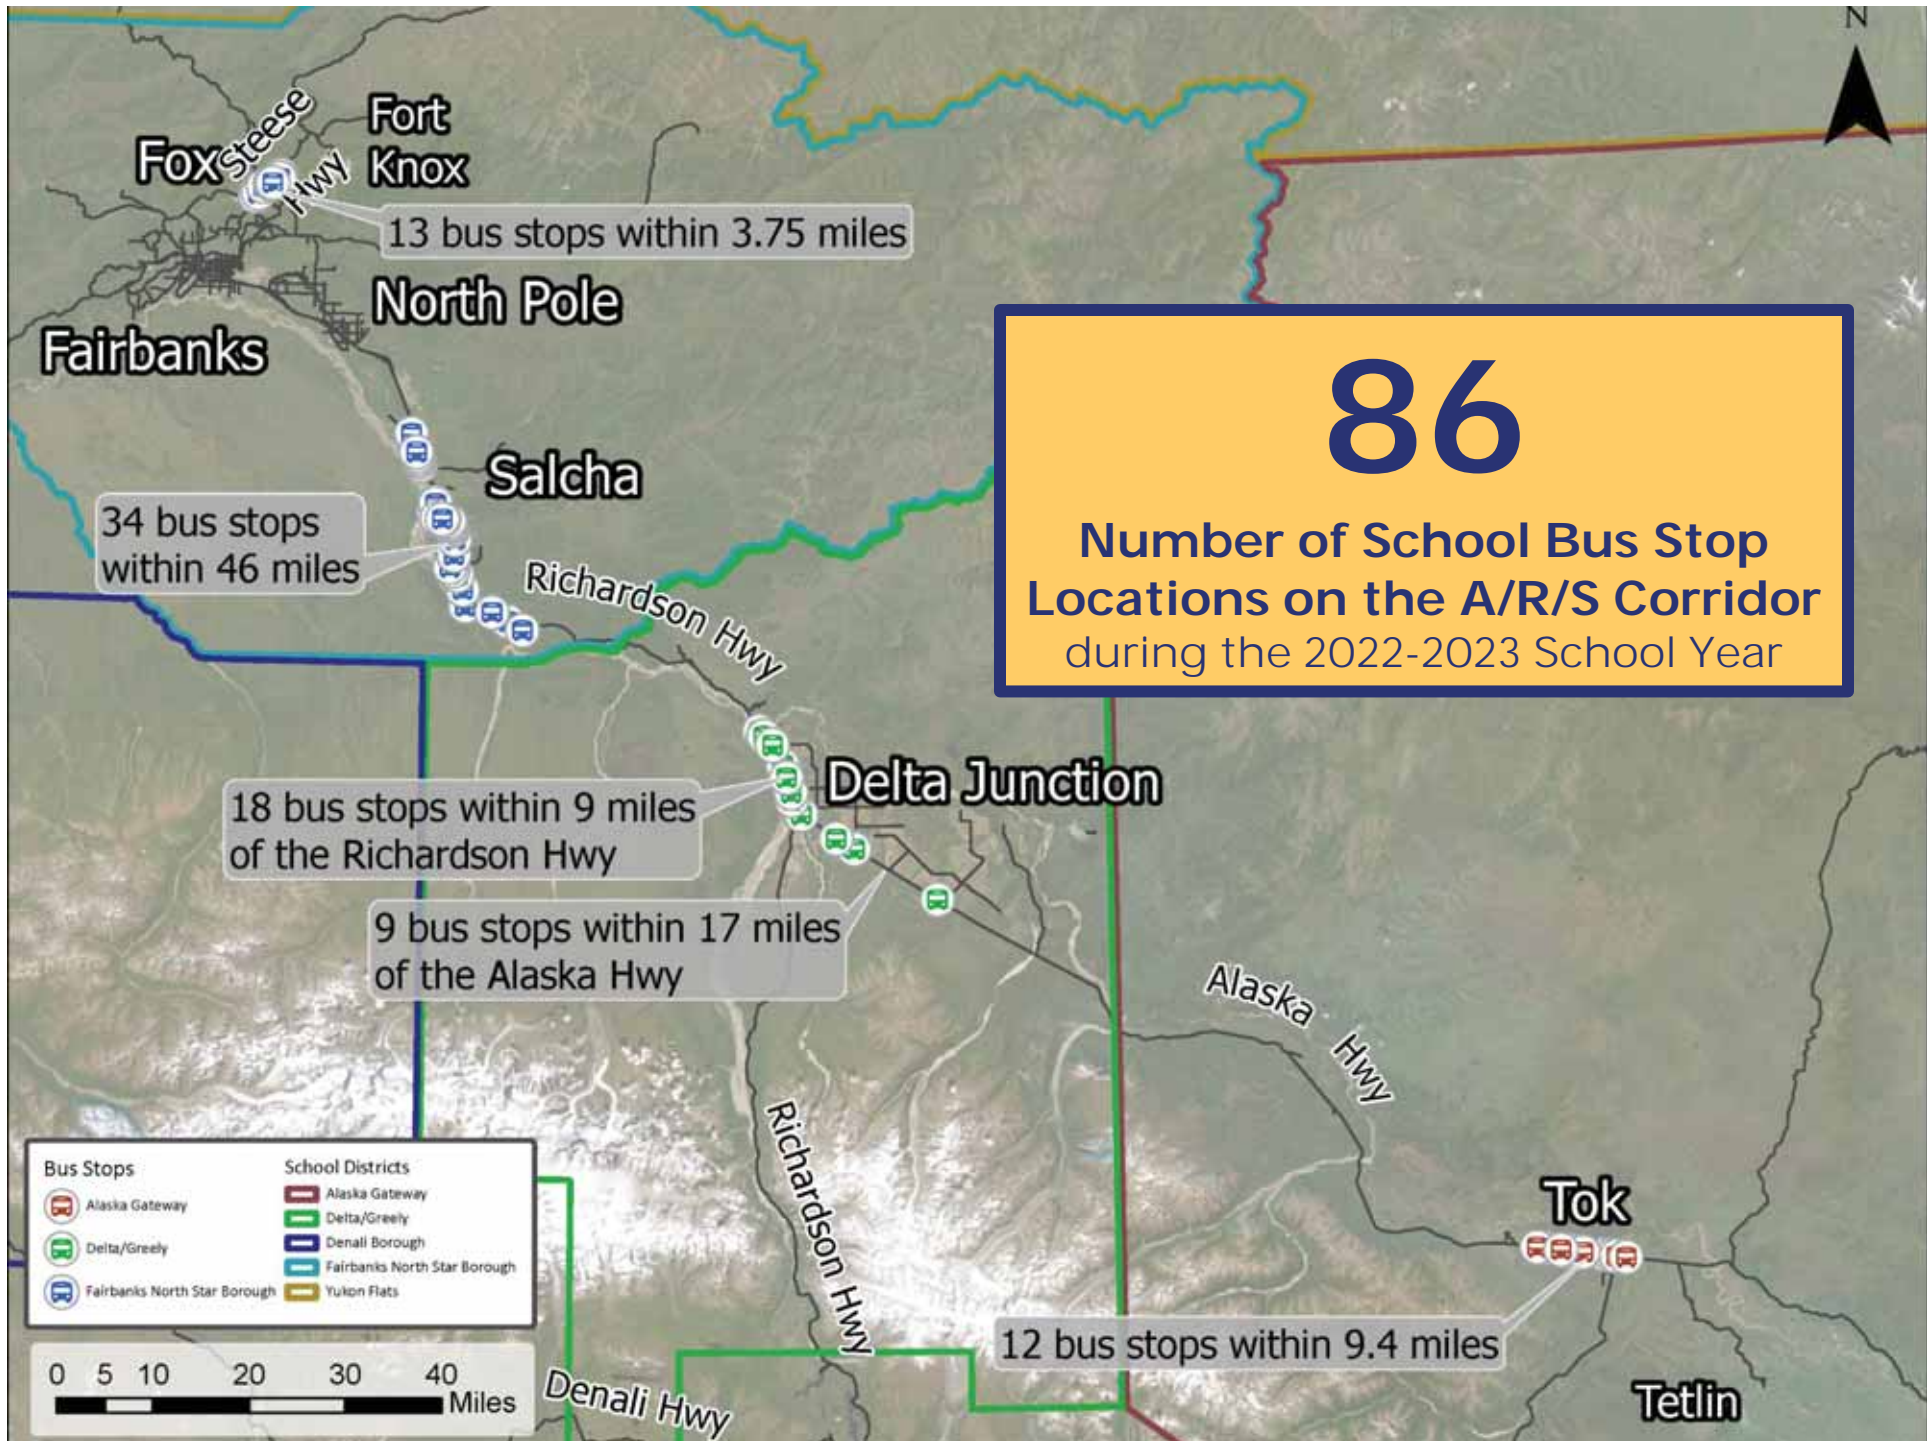 N
Fort
Knox
Fox
Steese
Hwy
13 bus stops within 3.75 miles
North Pole
Fairbanks
86
Number of School Bus Stop
Locations on the A/R/S Corridor
during the 2022-2023 School Year
Salcha
34 bus stops
within 46 miles
Richardson Hwy
Delta Junction
18 bus stops within 9 miles
of the Richardson Hwy
9 bus stops within 17 miles
of the Alaska Hwy
Alaska Hwy
Richardson Hwy
Tok
12 bus stops within 9.4 miles
Tetlin
Denali Hwy
Bus Stops
Alaska Gateway
Delta/Greely
Fairbanks North Star Borough
School Districts
Alaska Gateway
Delta/Greely
Denali Borough
Fairbanks North Star Borough
Yukon Flats
0 5 10 20 30 40
Miles